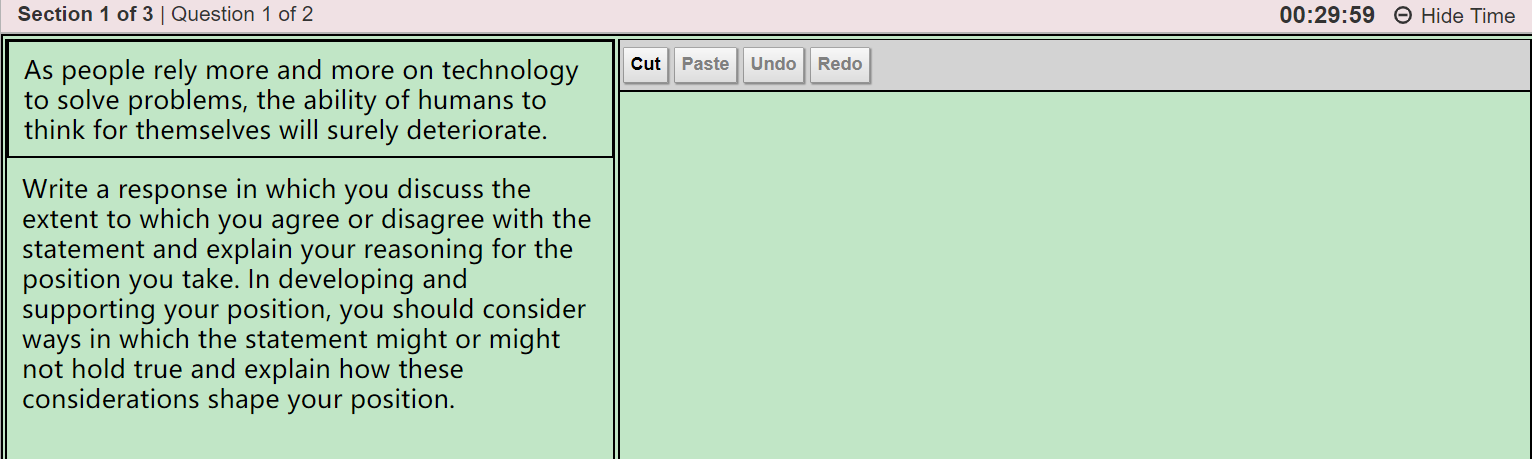 Section 1 of 3 | Question 1 of 2
00:29:59 Hide Time
As people rely more and more on technology
to solve problems, the ability of humans to
think for themselves will surely deteriorate.
Write a response in which you discuss the
extent to which you agree or disagree with the
statement and explain your reasoning for the
position you take. In developing and
supporting your position, you should consider
ways in which the statement might or might
not hold true and explain how these
considerations shape your position.
Cut Paste Undo Redo